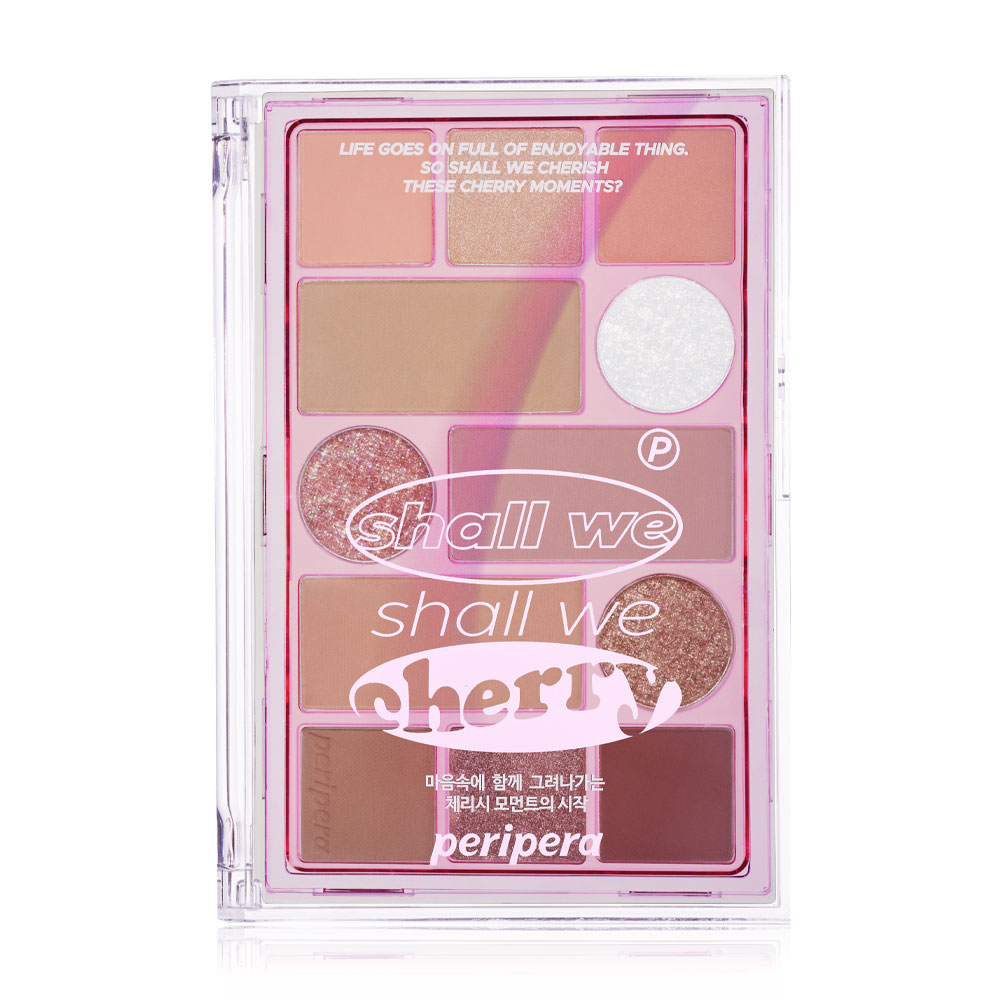 LIFE GOES ON FULL OF ENJOYABLE THING.
SO SHALL WE CHERISH
THESE CHERRY MOMENTS?
P
shall we
shall we
cherry
peripera
마음속에 함께 그려나가는
체리시 모먼트의 시작
peripera